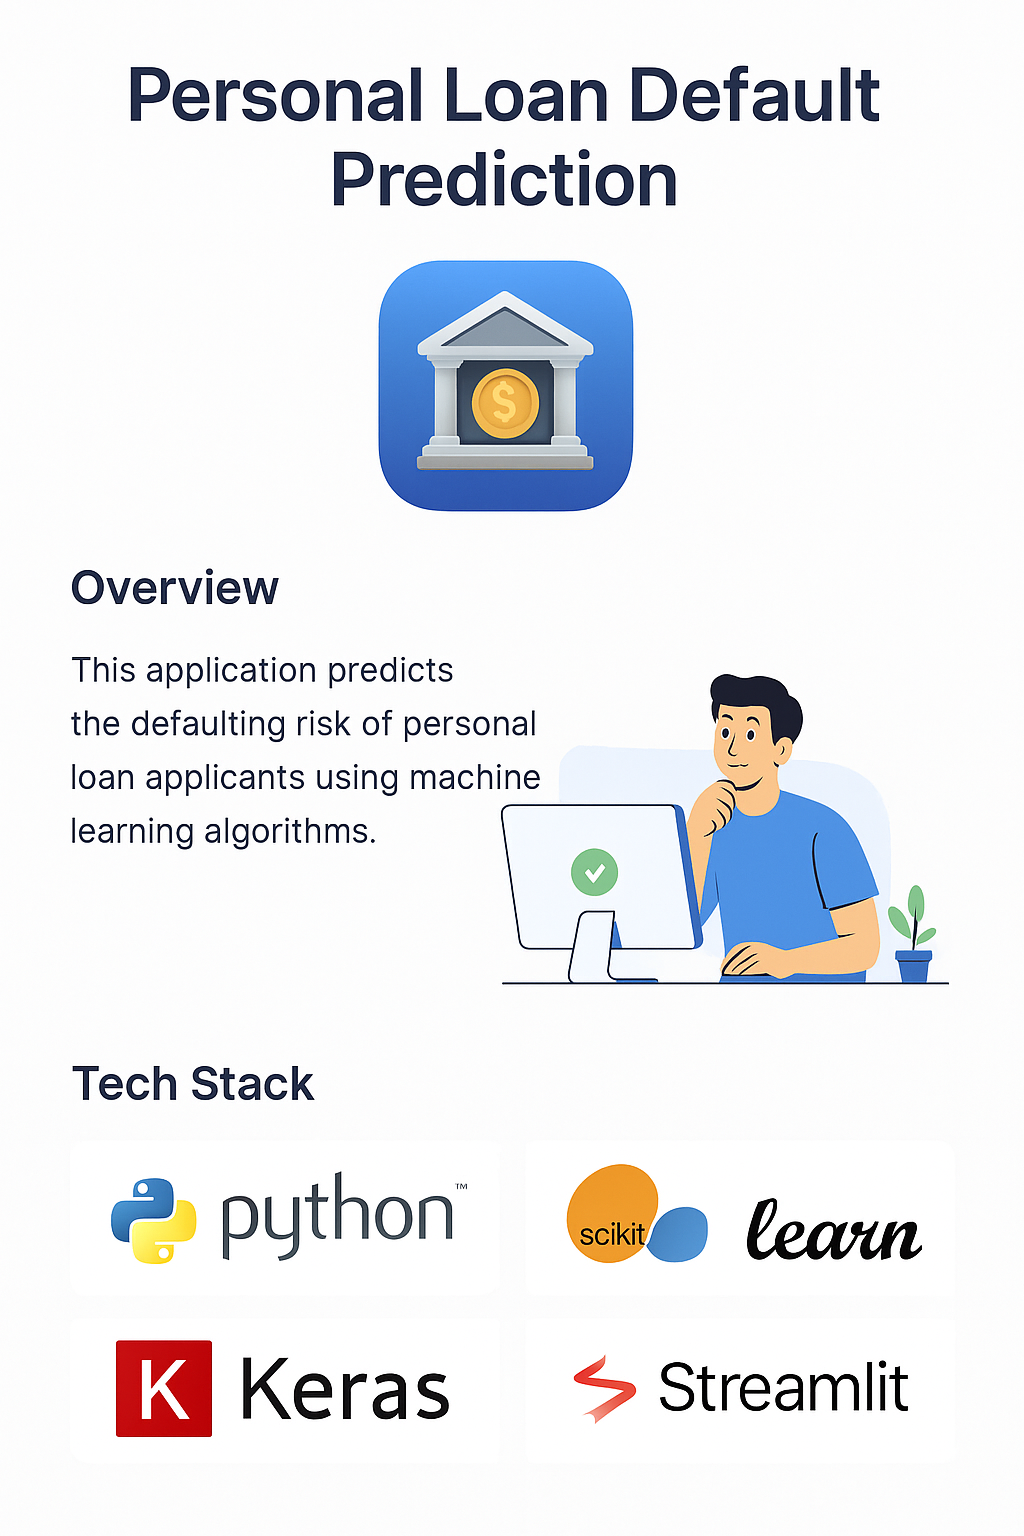 Personal Loan Default
Prediction
$
Overview
This application predicts
the defaulting risk of personal
loan applicants using machine
learning algorithms.
Tech Stack
python™
scikit learn
K Keras
Streamlit